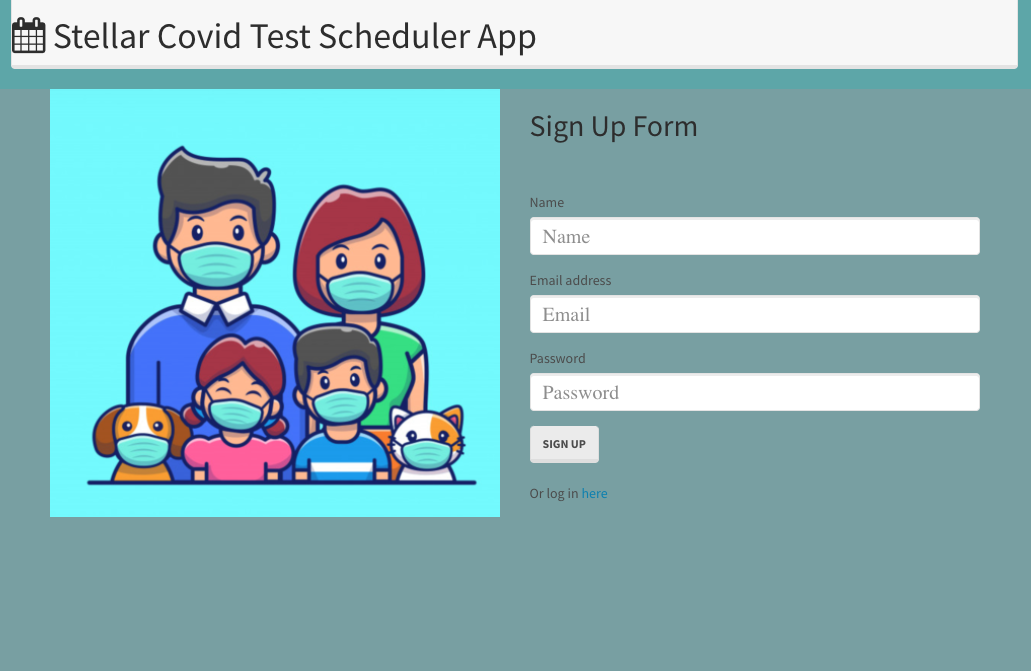 Stellar Covid Test Scheduler App
Sign Up Form
Name
Name
Email address
Email
Password
Password
SIGN UP
Or log in here